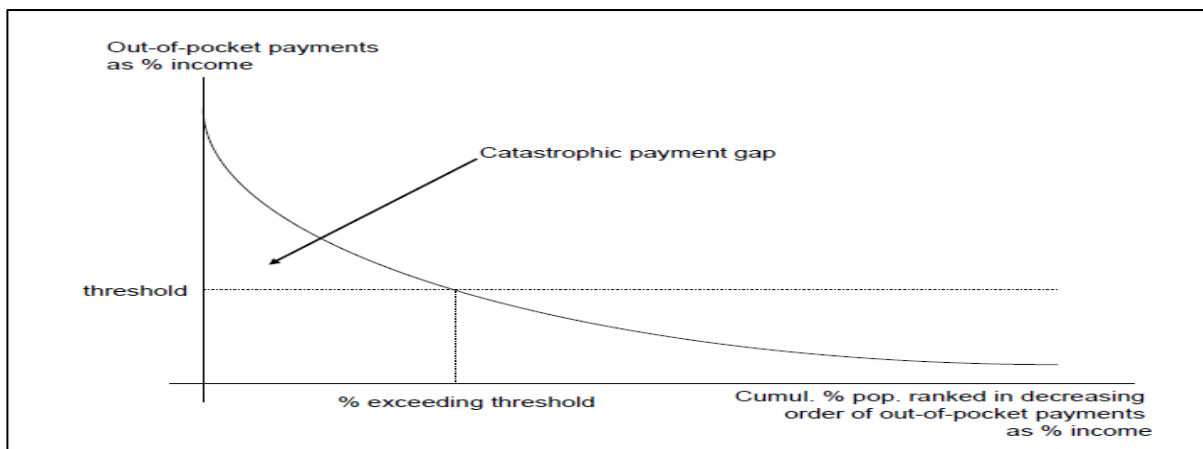 Out-of-pocket payments
as % income
Catastrophic payment gap
threshold
% exceeding threshold
Cumul. % pop. ranked in decreasing
order of out-of-pocket payments
as % income